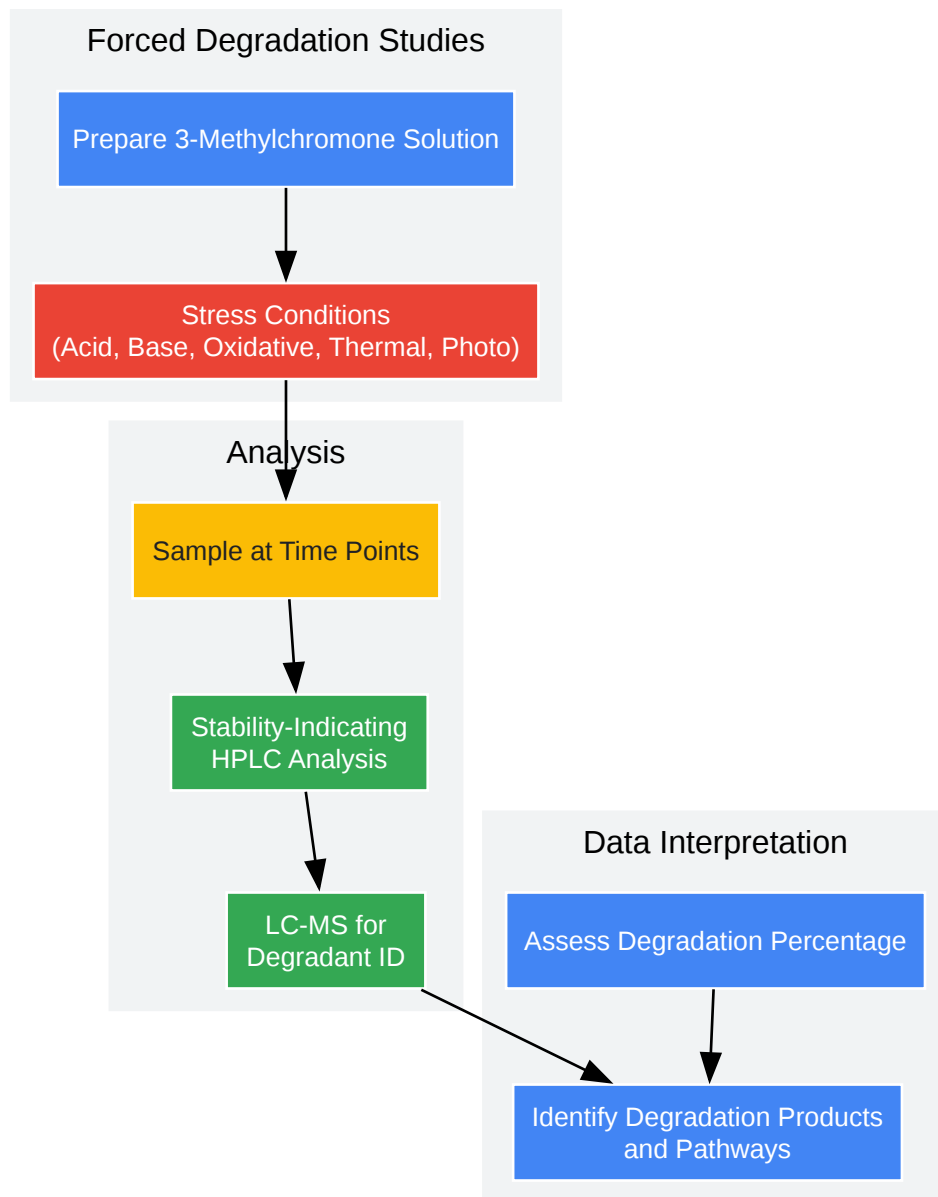 Forced Degradation Studies
Prepare 3-Methylchromone Solution
Stress Conditions
(Acid, Base, Oxidative, Thermal, Photo)
Analysis
Sample at Time Points
Stability-Indicating
HPLC Analysis
LC-MS for
Degradant ID
Data Interpretation
Assess Degradation Percentage
Identify Degradation Products
and Pathways